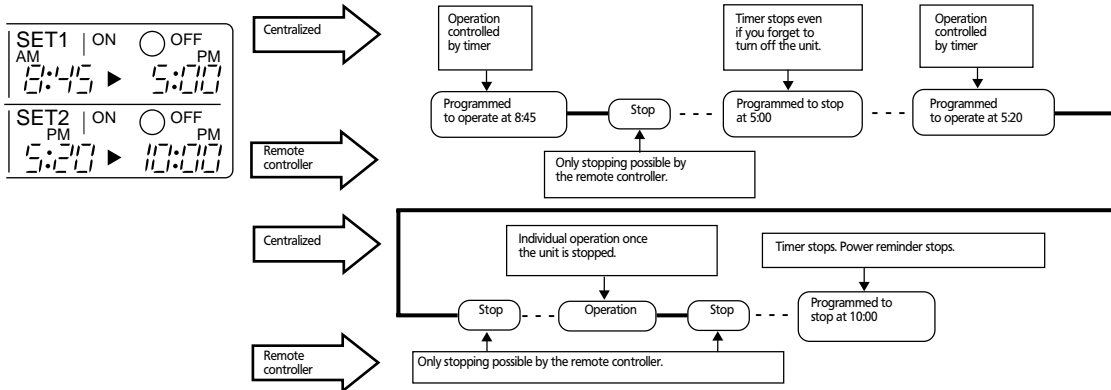 SET1 | ON OFF
AM PM
8:45 ▶ 5:00
SET2 | ON OFF
PM PM
5:20 ▶ 10:00
Centralized
Operation
controlled
by timer
Timer stops even
if you forget to
turn off the unit.
Operation
controlled
by timer
Programmed
to operate at 8:45
Stop
Programmed to stop
at 5:00
Programmed
to operate at 5:20
Remote
controller
Only stopping possible by
the remote controller.
Centralized
Individual operation once
the unit is stopped.
Timer stops. Power reminder stops.
Stop
Operation
Stop
Programmed to
stop at 10:00
Remote
controller
Only stopping possible by the remote controller.